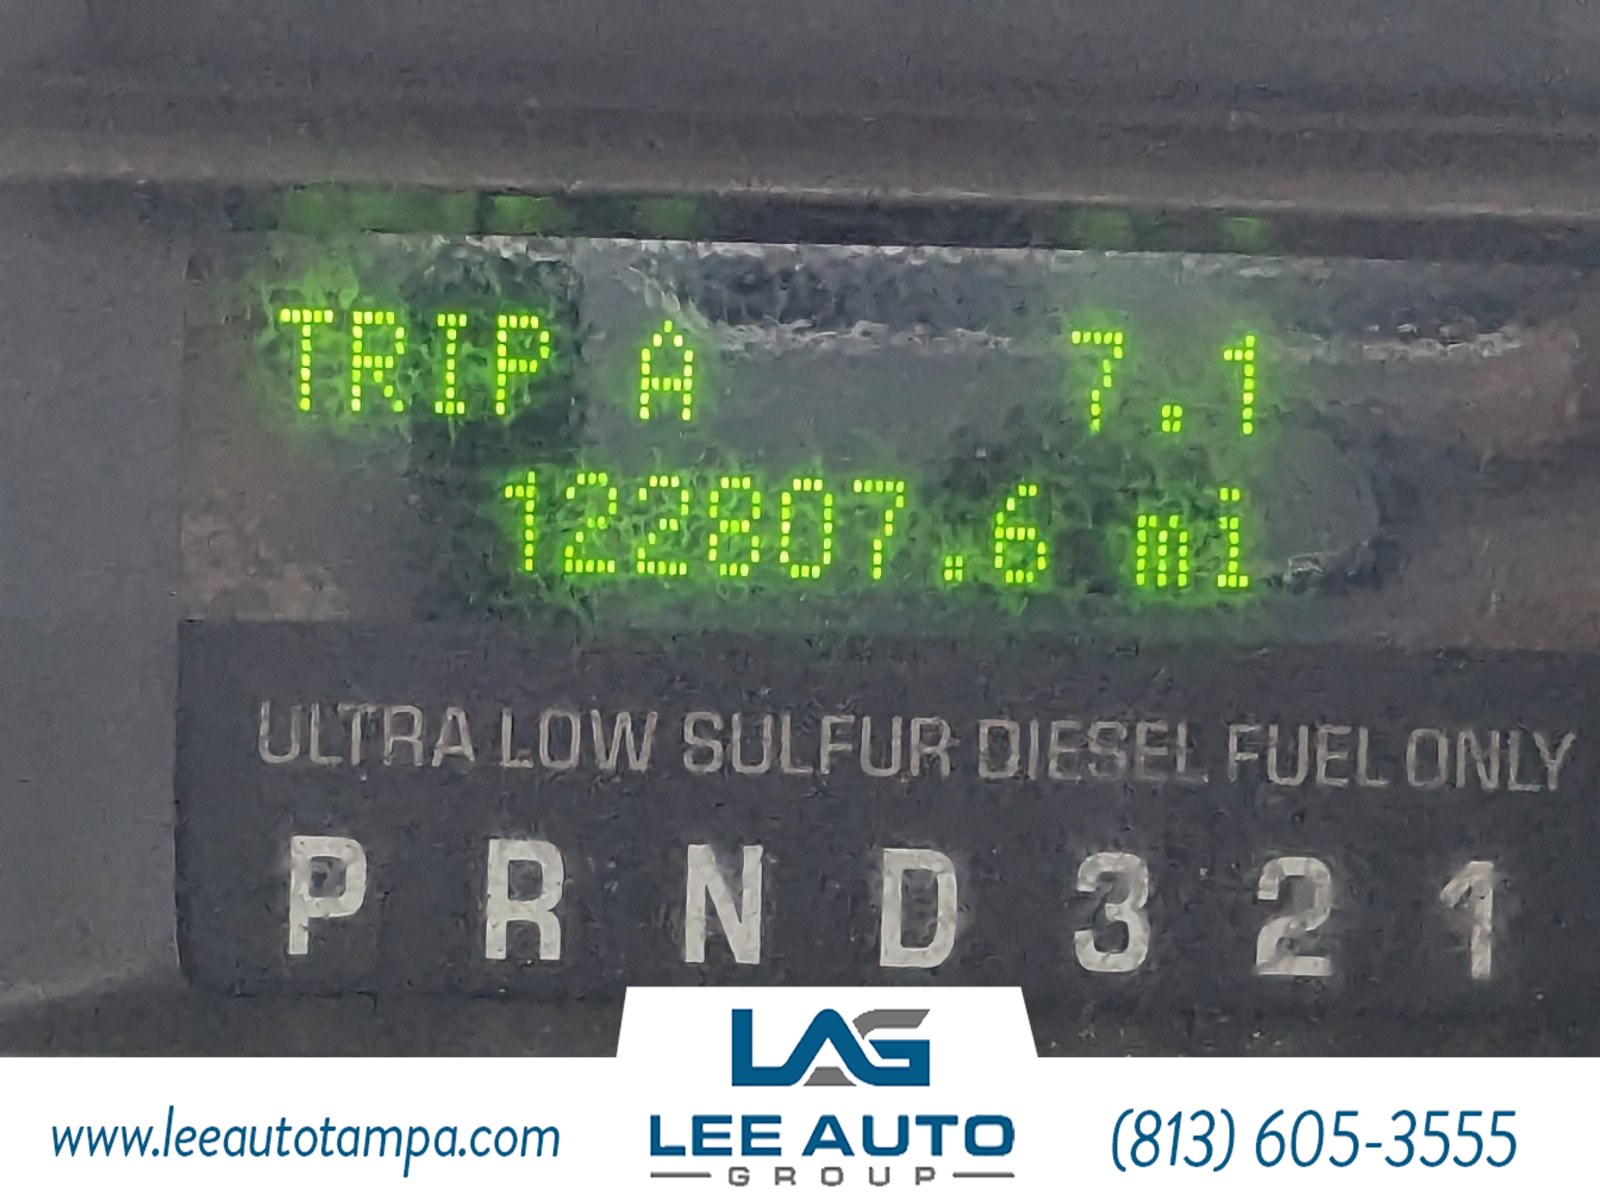 TRIP A 7.1
122807.6 mi
ULTRA LOW SULFUR DIESEL FUEL ONLY
P R N D 3 2 1
LAG
www.leeautotampa.com
LEE AUTO
GROUP
(813) 605-3555